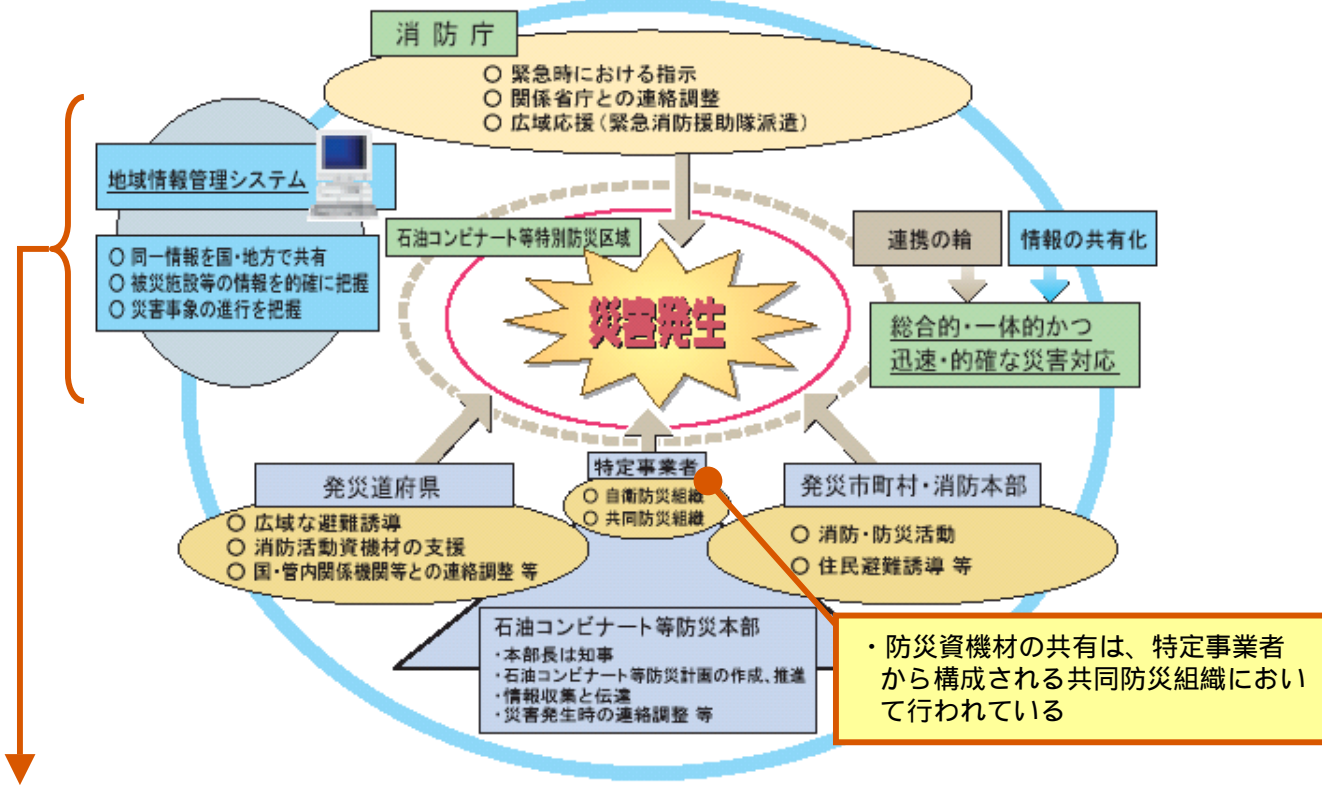 消防庁
○ 緊急時における指示
○ 関係省庁との連絡調整
○ 広域応援(緊急消防援助隊派遣)
地域情報管理システム
○ 同一情報を国・地方で共有
○ 被災施設等の情報を的確に把握
○ 災害事象の進行を把握
石油コンビナート等特別防災区域
災害発生
連携の輪
情報の共有化
総合的・一体的かつ
迅速・的確な災害対応
発災道府県
○ 広域な避難誘導
○ 消防活動資機材の支援
○ 国・管内関係機関等との連絡調整 等
特定事業者
○ 自衛防災組織
○ 共同防災組織
発災市町村・消防本部
○ 消防・防災活動
○ 住民避難誘導 等
石油コンビナート等防災本部
・本部長は知事
・石油コンビナート等防災計画の作成、推進
・情報収集と伝達
・災害発生時の連絡調整 等
・防災資機材の共有は、特定事業者
から構成される共同防災組織におい
て行われている